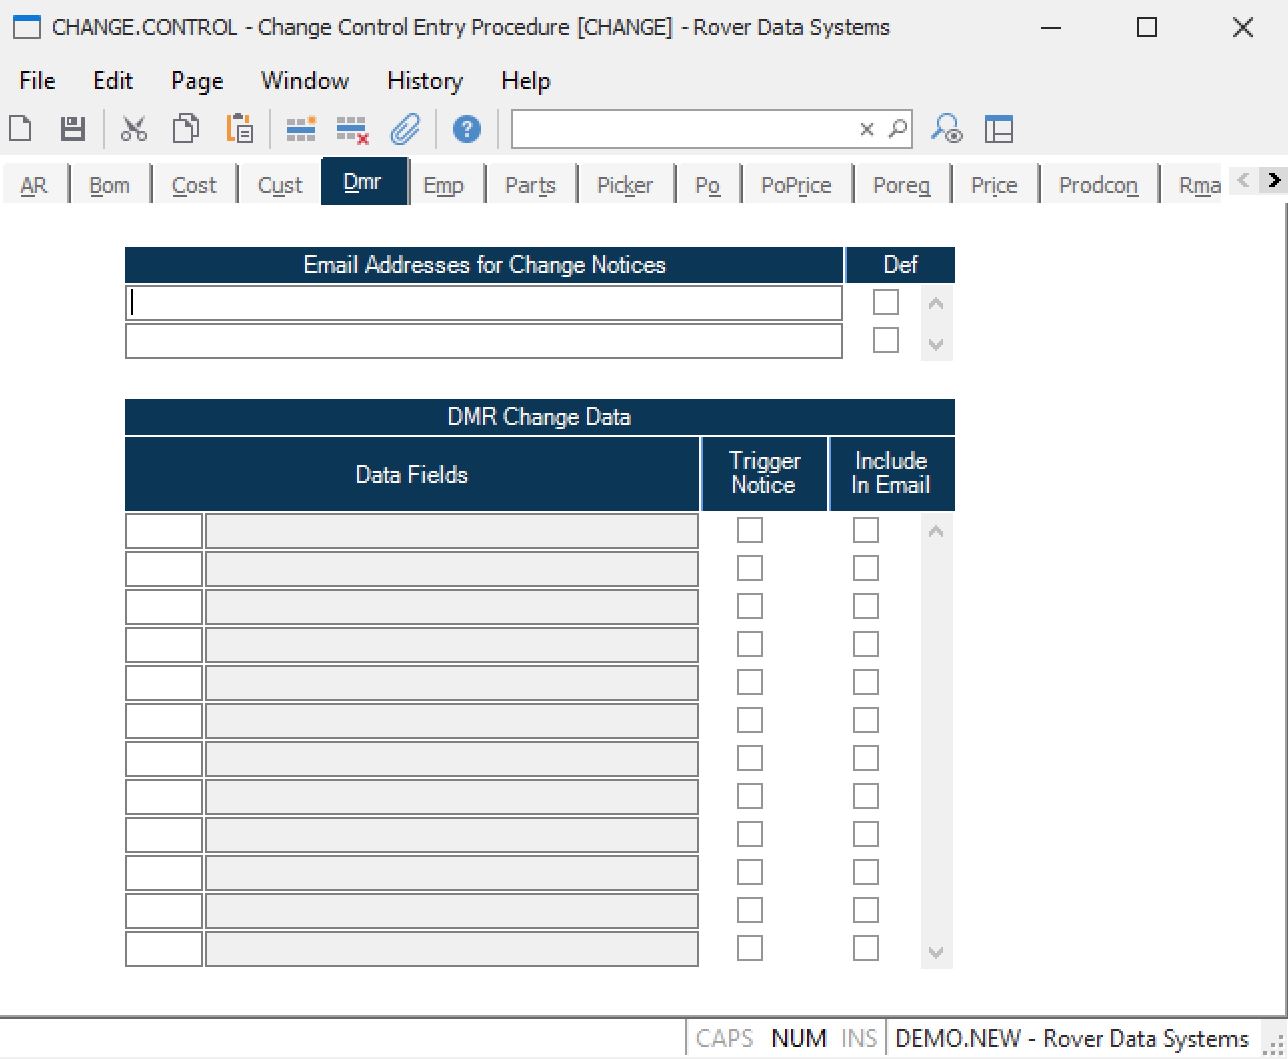 CHANGE.CONTROL - Change Control Entry Procedure [CHANGE] - Rover Data Systems
File Edit Page Window History Help
AR Bom Cost Cust Dmr Emp Parts Picker Po PoPrice Poreg Price Prodcon Rma
Email Addresses for Change Notices Def
DMR Change Data
Data Fields Trigger Notice Include In Email
CAPS NUM INS DEMO.NEW - Rover Data Systems